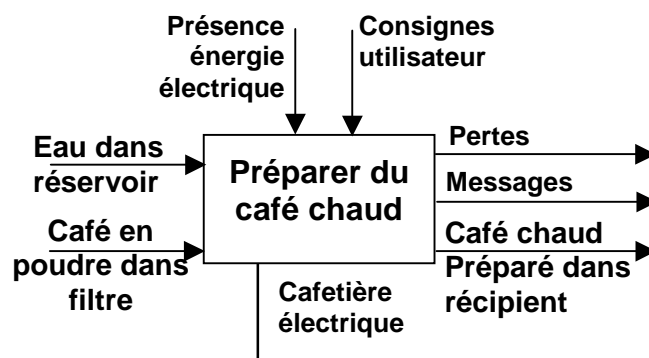 Présence
énergie
électrique
Consignes
utilisateur
Eau dans
réservoir
Café en
poudre dans
filtre
Préparer du
café chaud
Pertes
Messages
Café chaud
Préparé dans
récipient
Cafetière
électrique